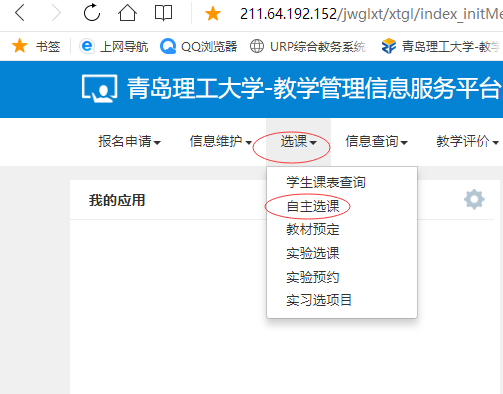 211.64.192.152/jwglxt/xtgl/index_initMe
书签 上网导航 QQ浏览器 URP综合教务系统 青岛理工大学-教学
青岛理工大学-教学管理信息服务平台
报名申请 信息维护 选课 信息查询 教学评价
学生课表查询
我的应用
自主选课
教材预定
实验选课
实验预约
实习选项目